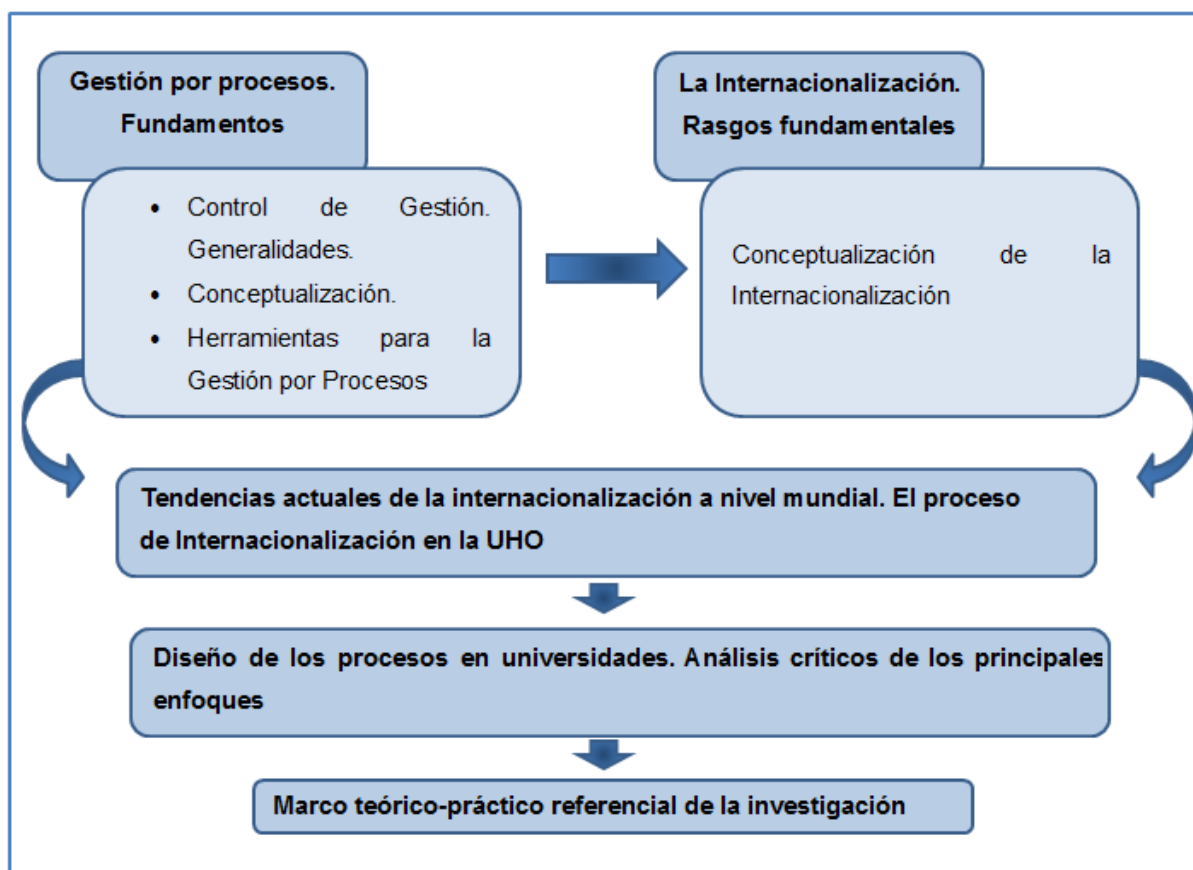 Gestión por procesos.
Fundamentos
• Control de Gestión.
Generalidades.
• Conceptualización.
• Herramientas para la
Gestión por Procesos
La Internacionalización.
Rasgos fundamentales
Conceptualización de la
Internacionalización
Tendencias actuales de la internacionalización a nivel mundial. El proceso
de Internacionalización en la UHO
Diseño de los procesos en universidades. Análisis críticos de los principales
enfoques
Marco teórico-práctico referencial de la investigación